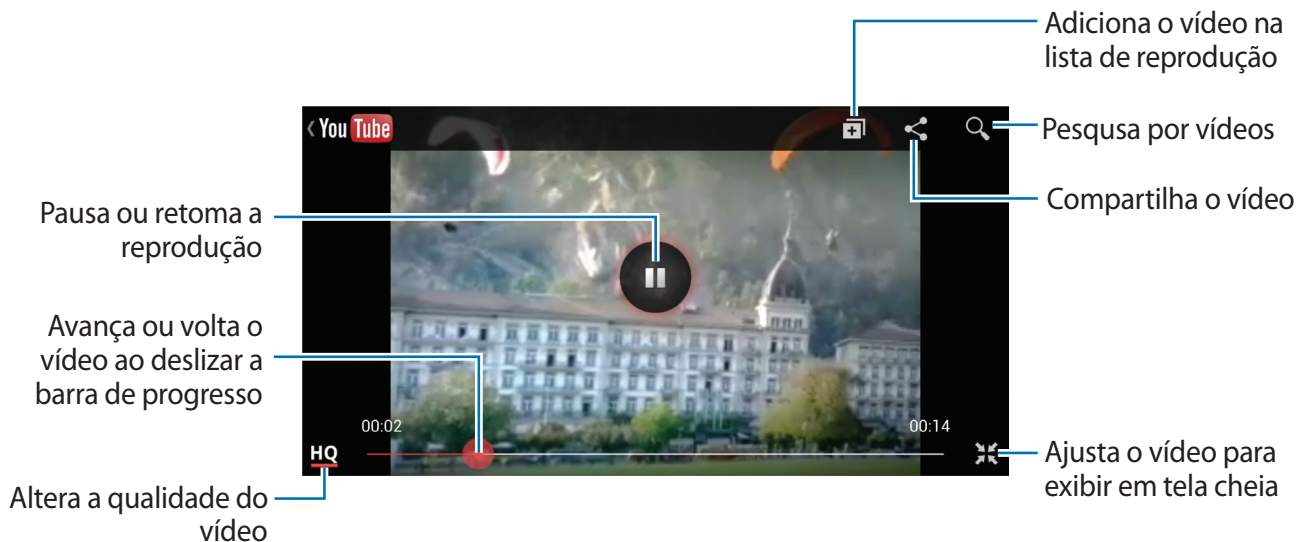 Adiciona o vídeo na
lista de reprodução
You Tube
Pesqusa por vídeos
Compartilha o vídeo
Pausa ou retoma a
reprodução
Avança ou volta o
vídeo ao deslizar a
barra de progresso
00:02
00:14
HQ
Ajusta o vídeo para
exibir em tela cheia
Altera a qualidade do
vídeo